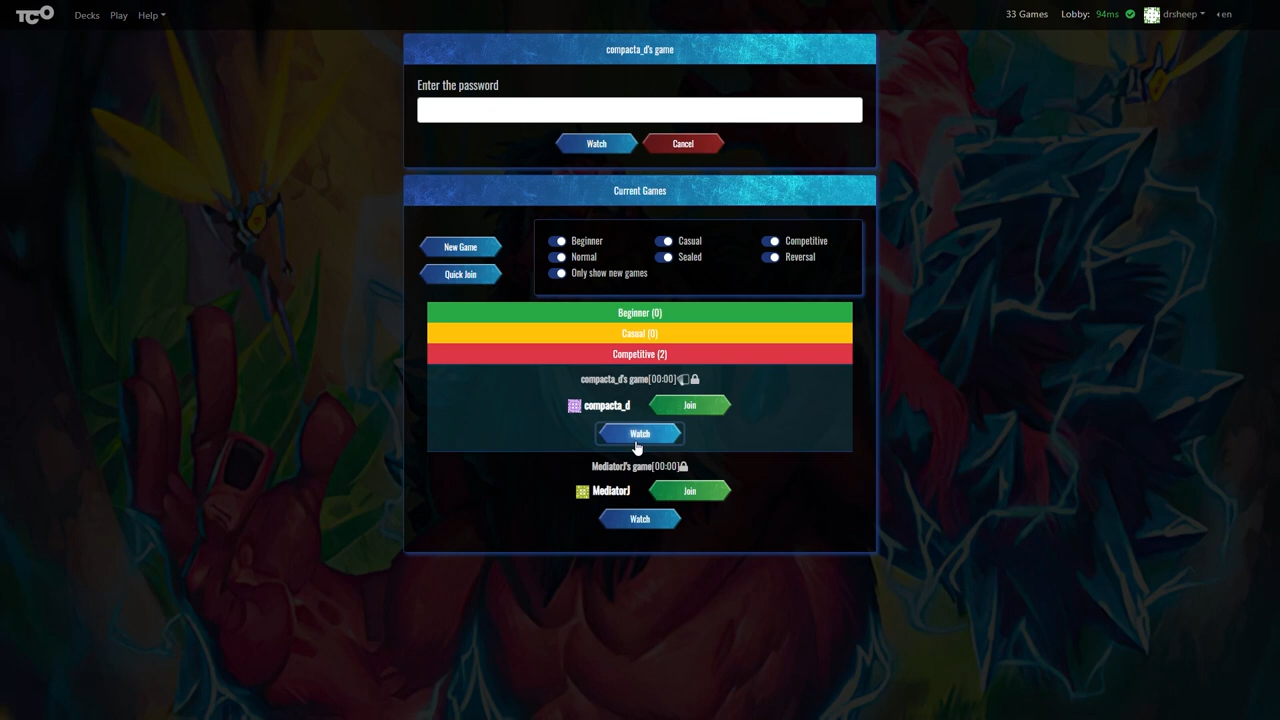 TCO Decks Play Help 33 Games Lobby: 94ms drsheep en
compacta_d's game
Enter the password
Watch Cancel
Current Games
New Game
Quick Join
Beginner Casual Competitive
Normal Sealed Reversal
Only show new games
Beginner (0)
Casual (0)
Competitive (2)
compacta_d's game[00:00]
compacta_d Join
Watch
MediatorJ's game[00:00]
MediatorJ Join
Watch